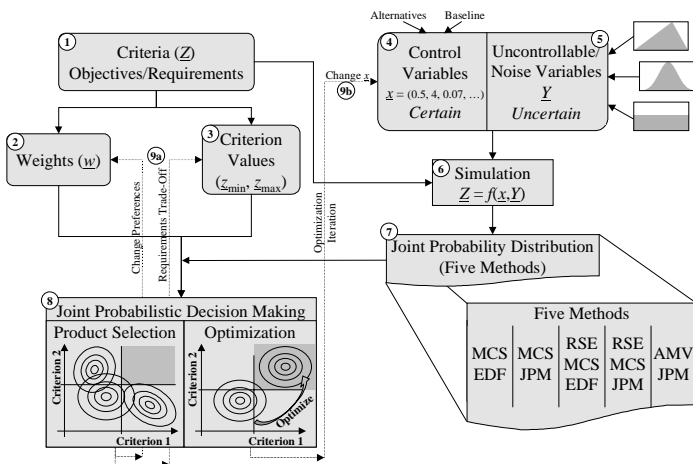 Alternatives
Baseline
1
Criteria (Z)
Objectives/Requirements
4
Control
Variables
x = (0.5, 4, 0.07, …)
Certain
5
Uncontrollable/
Noise Variables
Y
Uncertain
Change x
9b
2
Weights (w)
9a
3
Criterion
Values
(zmin, zmax)
6
Simulation
Z = f(x,Y)
Change Preferences
Requirements Trade-Off
Optimization
Iteration
7
Joint Probability Distribution
(Five Methods)
8
Joint Probabilistic Decision Making
Product Selection
Optimization
Criterion 2
Criterion 1
Criterion 2
Optimize
Criterion 1
Five Methods
MCS
EDF
MCS
JPM
RSE
MCS
EDF
RSE
MCS
JPM
AMV
JPM